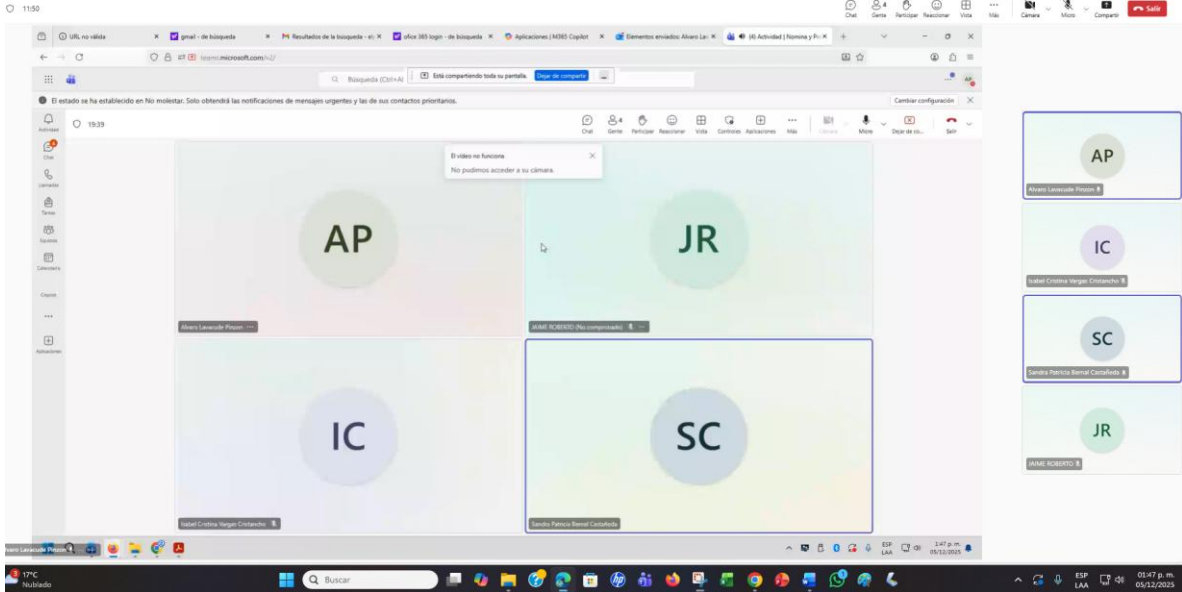 11:50
Chat Gente Participar Reaccionar Vista Más Cámara Micro Compartir Salir
URL no válida
gmail - de búsqueda
Resultados de la búsqueda - el
ofice 365 login - de búsqueda
Aplicaciones | M365 Copilot
Elementos enviados: Alvaro La
(4) Actividad | Nomina y P
teams.microsoft.com/v2/
Búsqueda (Ctrl+Al
Está compartiendo toda su pantalla.
Dejar de compartir
El estado se ha establecido en No molestar. Solo obtendrá las notificaciones de mensajes urgentes y las de sus contactos prioritarios.
Cambiar configuración
Actividad
Chat
Llamadas
Tareas
Equipos
Calendario
Copilot
Aplicaciones
19:39
Chat Gente Participar Reaccionar Vista Controles Aplicaciones Más Cámara Micro Dejar de co... Salir
El vídeo no funciona
No pudimos acceder a su cámara.
AP
Alvaro Lavacude Pinzon
JR
JAIME ROBERTO (No comprobado)
IC
Isabel Cristina Vargas Cristancho
SC
Sandra Patricia Bernal Castañeda
ESP
LAA
1:47 p. m.
05/12/2025
AP
Alvaro Lavacude Pinzon
IC
Isabel Cristina Vargas Cristancho
SC
Sandra Patricia Bernal Castañeda
JR
JAIME ROBERTO
varo Lavacude Pinzon
3
17°C
Nublado
Buscar
ESP
LAA
01:47 p. m.
05/12/2025